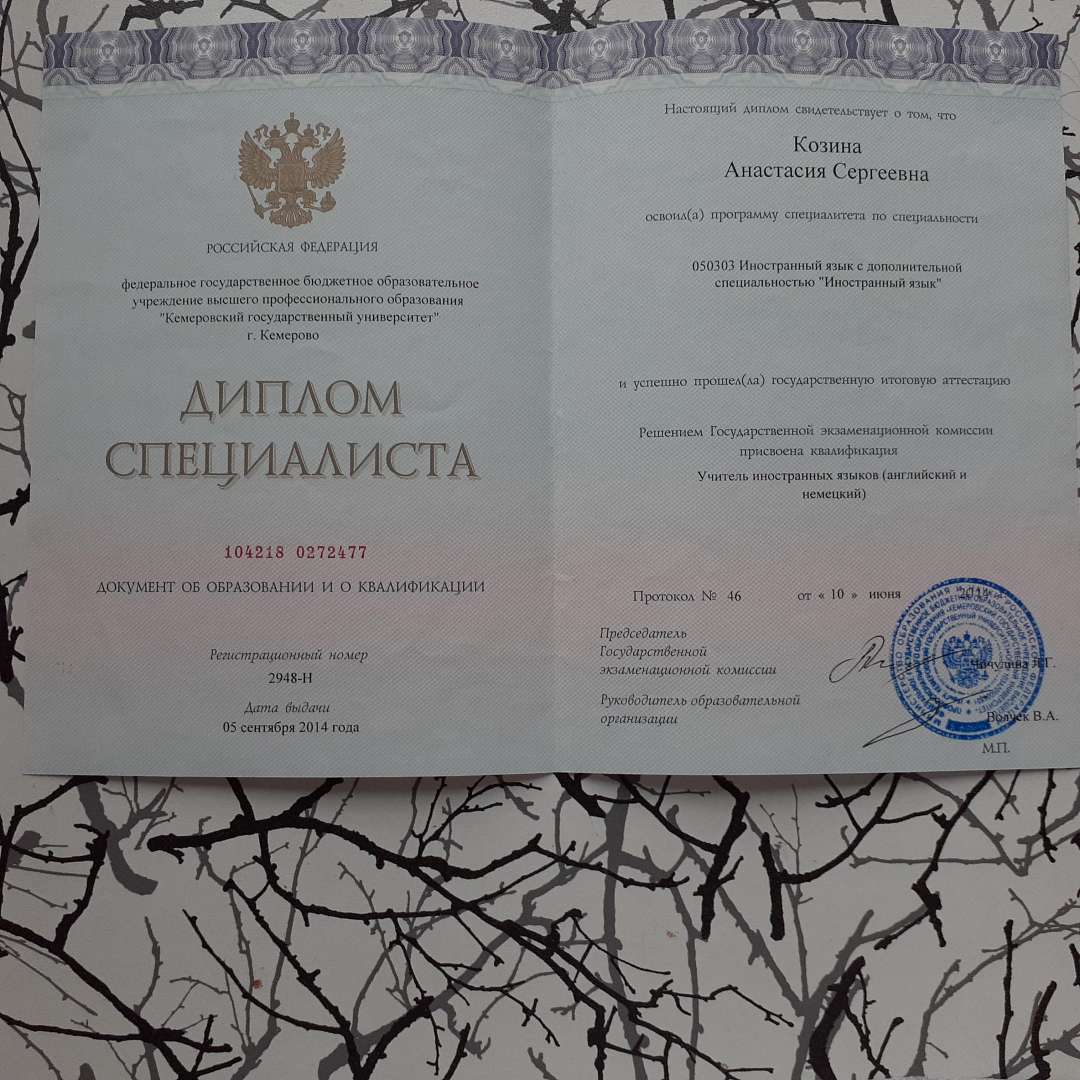 РОССИЙСКАЯ ФЕДЕРАЦИЯ
федеральное государственное бюджетное образовательное
учреждение высшего профессионального образования
"Кемеровский государственный университет"
г. Кемерово
ДИПЛОМ
СПЕЦИАЛИСТА
104218 0272477
ДОКУМЕНТ ОБ ОБРАЗОВАНИИ И О КВАЛИФИКАЦИИ
Регистрационный номер
2948-Н
Дата выдачи
05 сентября 2014 года
Настоящий диплом свидетельствует о том, что
Козина
Анастасия Сергеевна
освоил(а) программу специалитета по специальности
050303 Иностранный язык с дополнительной
специальностью "Иностранный язык"
и успешно прошел(ла) государственную итоговую аттестацию
Решением Государственной экзаменационной комиссии
присвоена квалификация
Учитель иностранных языков (английский и
немецкий)
Протокол № 46 от « 10 » июня
Председатель
Государственной
экзаменационной комиссии
Чочулина Л.Г.
Руководитель образовательной
организации
Волчек В.А.
М.П.